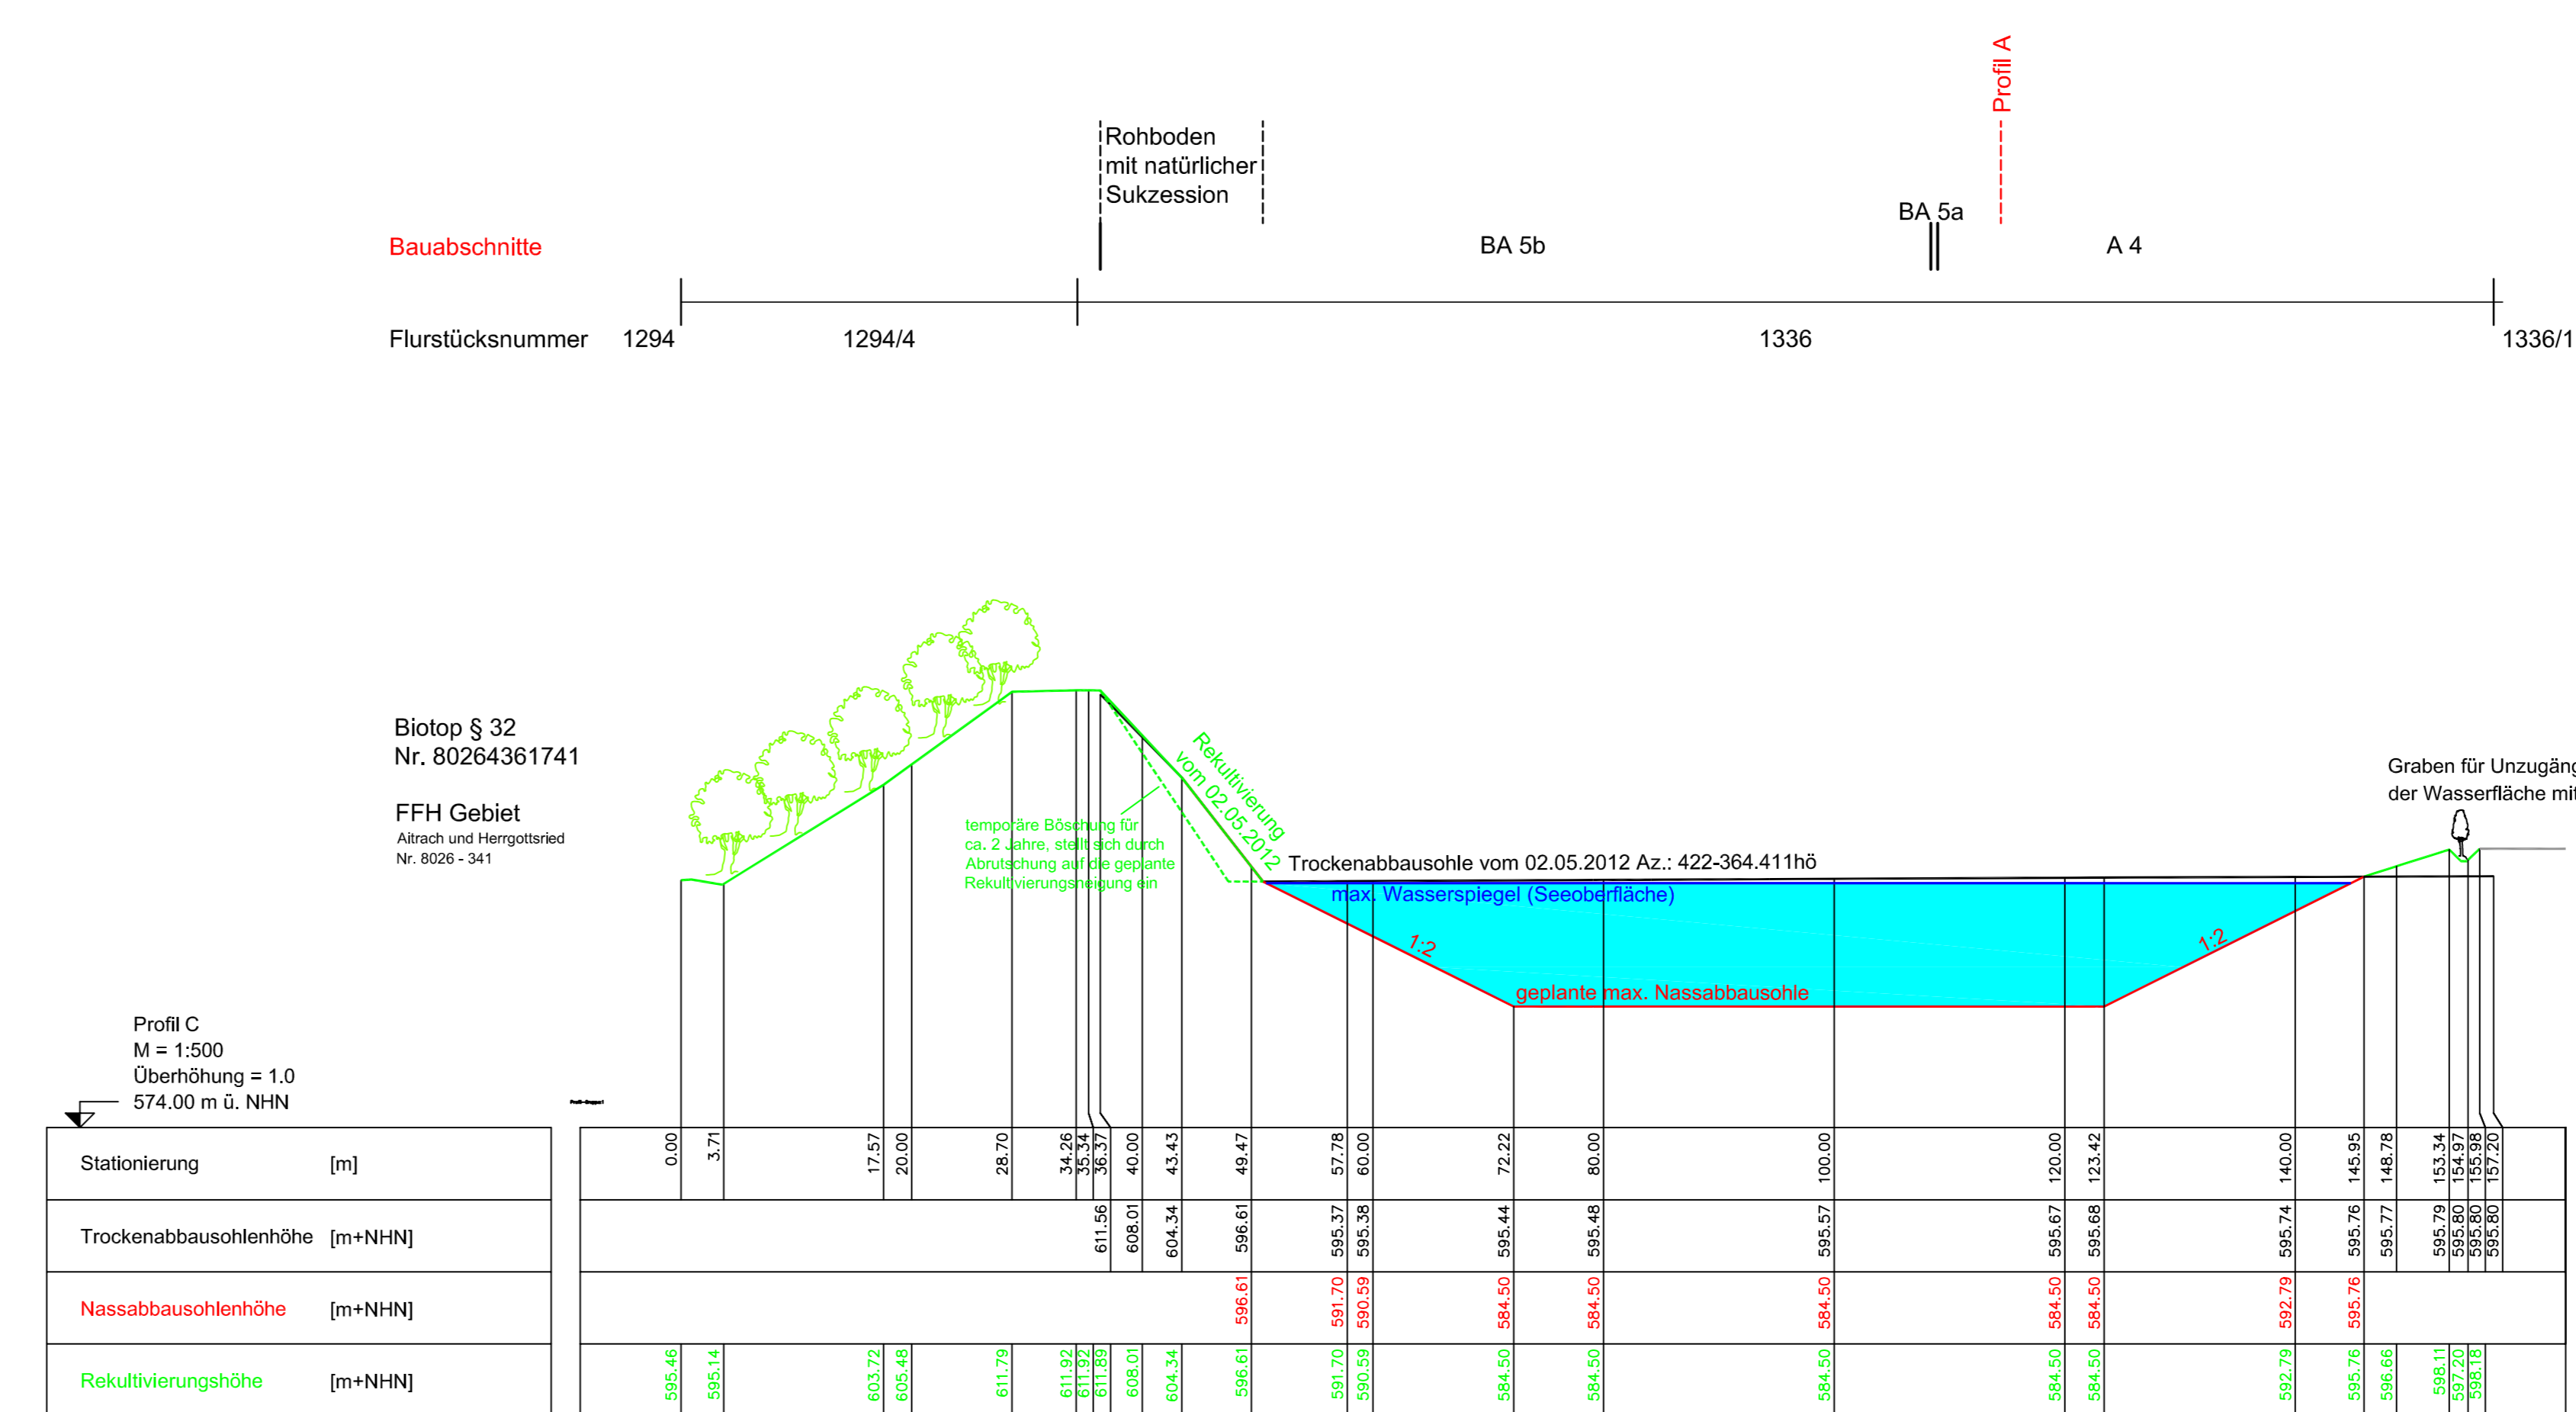 Profil A
Rohboden
mit natürlicher
Sukzession
BA 5a
Bauabschnitte
BA 5b
A 4
Flurstücksnummer 1294 1294/4 1336 1336/1
Biotop § 32
Nr. 80264361741
FFH Gebiet
Aitrach und Herrgottsried
Nr. 8026 - 341
Rekultivierung
vom 02.05.2012
temporäre Böschung für
ca. 2 Jahre, stellt sich durch
Abrutschung auf die geplante
Rekultivierungsneigung ein
Trockenabbausohle vom 02.05.2012 Az.: 422-364.411hö
max. Wasserspiegel (Seeoberfläche)
1:2
1:2
geplante max. Nassabbausohle
Graben für Unzugäng
der Wasserfläche mit
Profil C
M = 1:500
Überhöhung = 1.0
574.00 m ü. NHN
Stationierung [m] 0.00 3.71 17.57 20.00 28.70 34.26 35.34 36.37 40.00 43.43 49.47 57.78 60.00 72.22 80.00 100.00 120.00 123.42 140.00 145.95 148.78 153.34 154.97 155.98 157.20
Trockenabbausohlenhöhe [m+NHN] 611.56 608.01 604.34 596.61 595.37 595.38 595.44 595.48 595.57 595.67 595.68 595.74 595.76 595.77 595.79 595.80 595.80 595.80
Nassabbausohlenhöhe [m+NHN] 596.61 591.70 590.59 584.50 584.50 584.50 584.50 584.50 592.79 595.76
Rekultivierungshöhe [m+NHN] 595.46 595.14 603.72 605.48 611.79 611.92 611.92 611.89 608.01 604.34 596.61 591.70 590.59 584.50 584.50 584.50 584.50 584.50 592.79 595.76 596.66 598.11 597.20 598.18